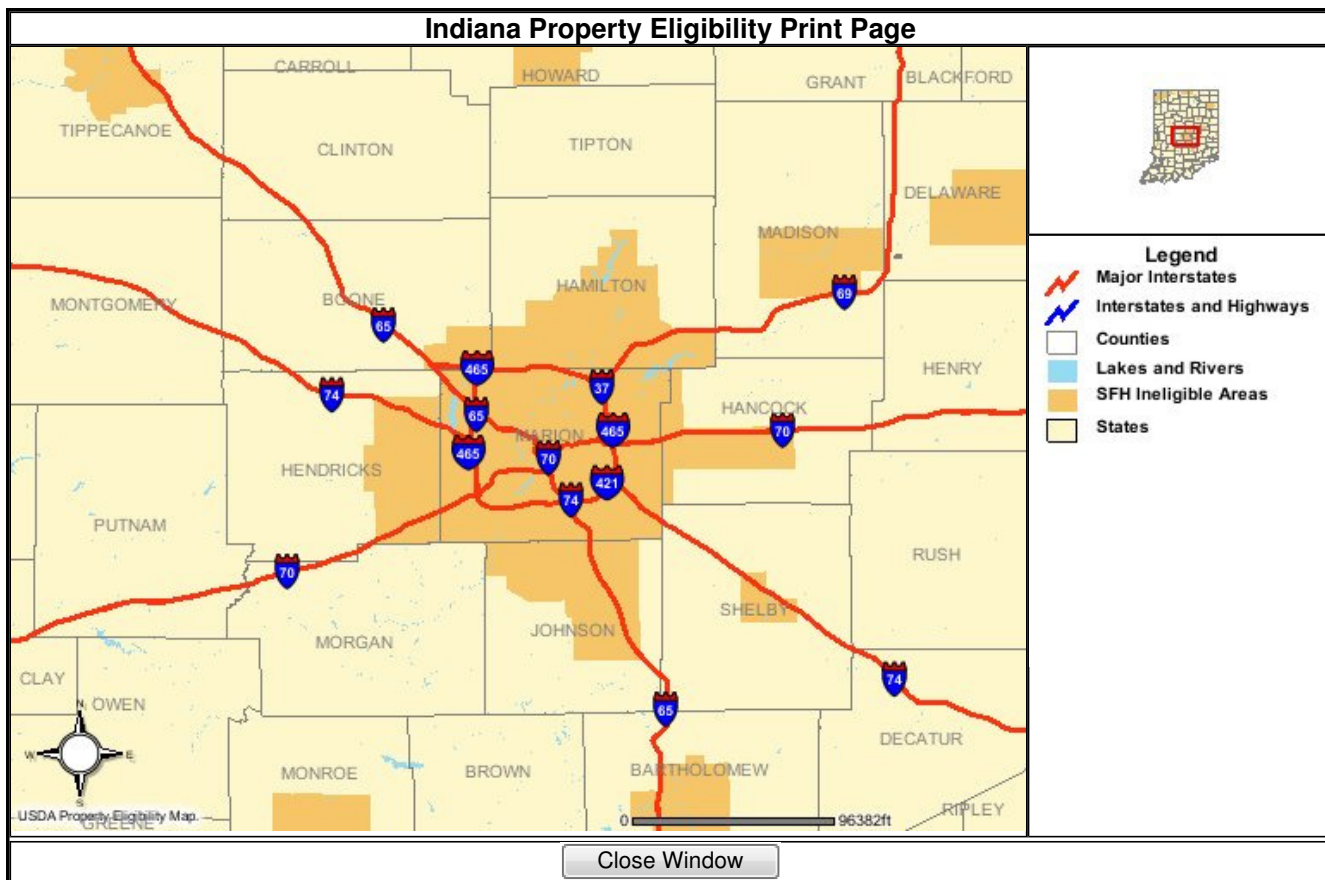 Indiana Property Eligibility Print Page
CARROLL
HOWARD
GRANT
BLACKFORD
TIPPECANOE
CLINTON
TIPTON
DELAWARE
MADISON
MONTGOMERY
BOONE
HAMILTON
69
65
465
37
HENRY
74
65
HANCOCK
465
70
MARION
465
70
HENDRICKS
421
74
PUTNAM
RUSH
70
SHELBY
JOHNSON
MORGAN
CLAY
74
OWEN
65
DECATUR
MONROE
BROWN
BARTHOLOMEW
RIPLEY
GREENE
N
W
E
S
USDA Property Eligibility Map.
0
96382ft
Legend
Major Interstates
Interstates and Highways
Counties
Lakes and Rivers
SFH Ineligible Areas
States
Close Window